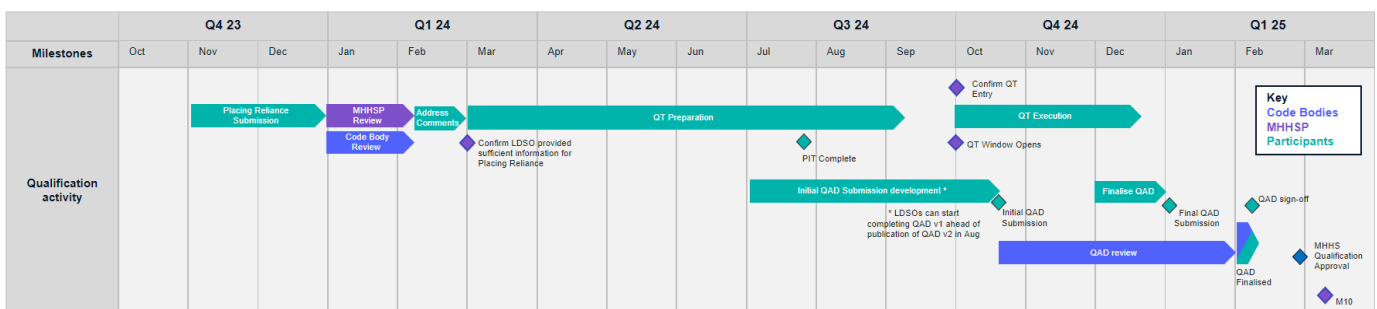 Q4 23
Q1 24
Q2 24
Q3 24
Q4 24
Q1 25
Milestones
Oct
Nov
Dec
Jan
Feb
Mar
Apr
May
Jun
Jul
Aug
Sep
Oct
Nov
Dec
Jan
Feb
Mar
Qualification
activity
Placing Reliance
Submission
MHHSP
Review
Address
Comments
Code Body
Review
Confirm LDSO provided
sufficient information for
Placing Reliance
QT Preparation
PIT Complete
Confirm QT
Entry
QT Execution
QT Window Opens
Key
Code Bodies
MHHSP
Participants
Initial QAD Submission development *
* LDSOs can start
completing QAD v1 ahead of
publication of QAD v2 in Aug
Initial QAD
Submission
Finalise QAD
Final QAD
Submission
QAD sign-off
QAD review
QAD
Finalised
MHHS
Qualification
Approval
M10